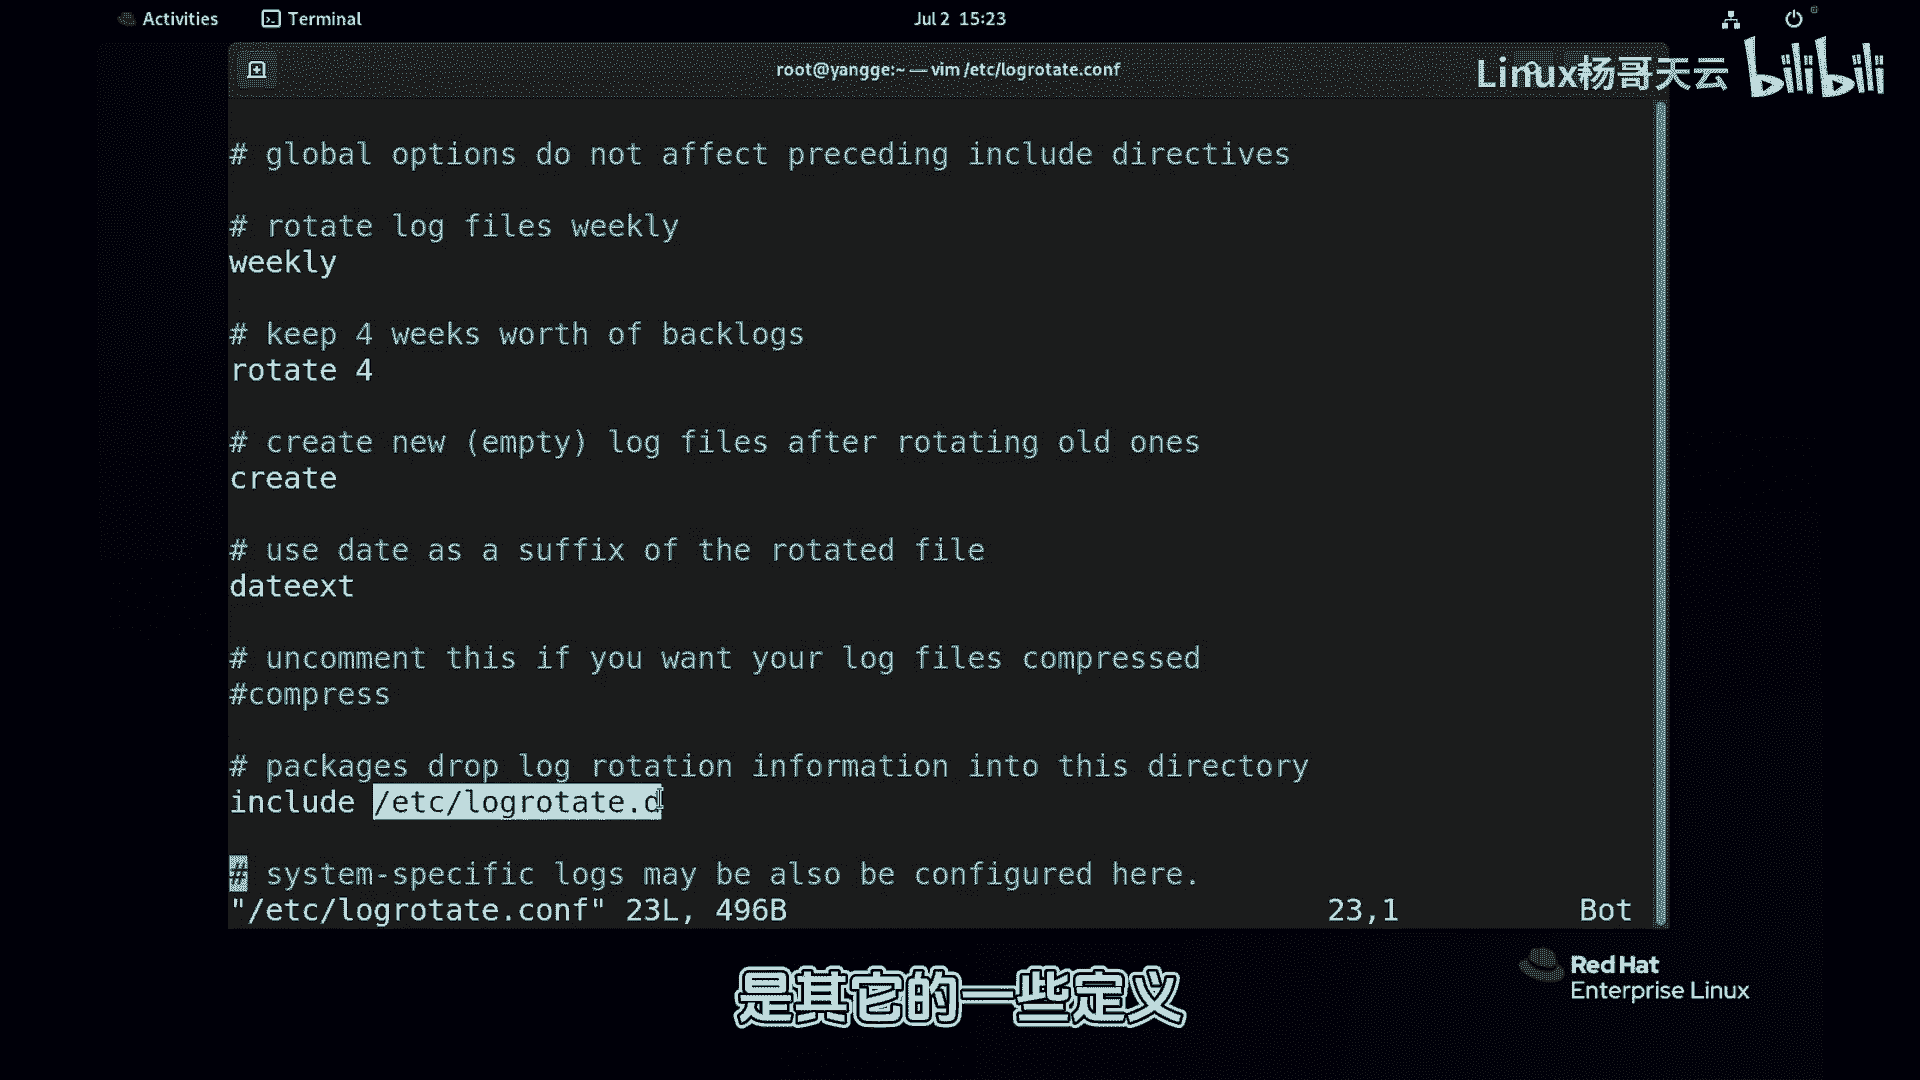 Activities
Terminal
Jul 2 15:23
root@yangge:~ — vim /etc/logrotate.conf
Linux杨哥天云
bilibili
# global options do not affect preceding include directives
# rotate log files weekly
weekly
# keep 4 weeks worth of backlogs
rotate 4
# create new (empty) log files after rotating old ones
create
# use date as a suffix of the rotated file
dateext
# uncomment this if you want your log files compressed
#compress
# packages drop log rotation information into this directory
include /etc/logrotate.d
# system-specific logs may be also be configured here.
"/etc/logrotate.conf" 23L, 496B 23,1 Bot
Red Hat
Enterprise Linux
是其它的一些定义